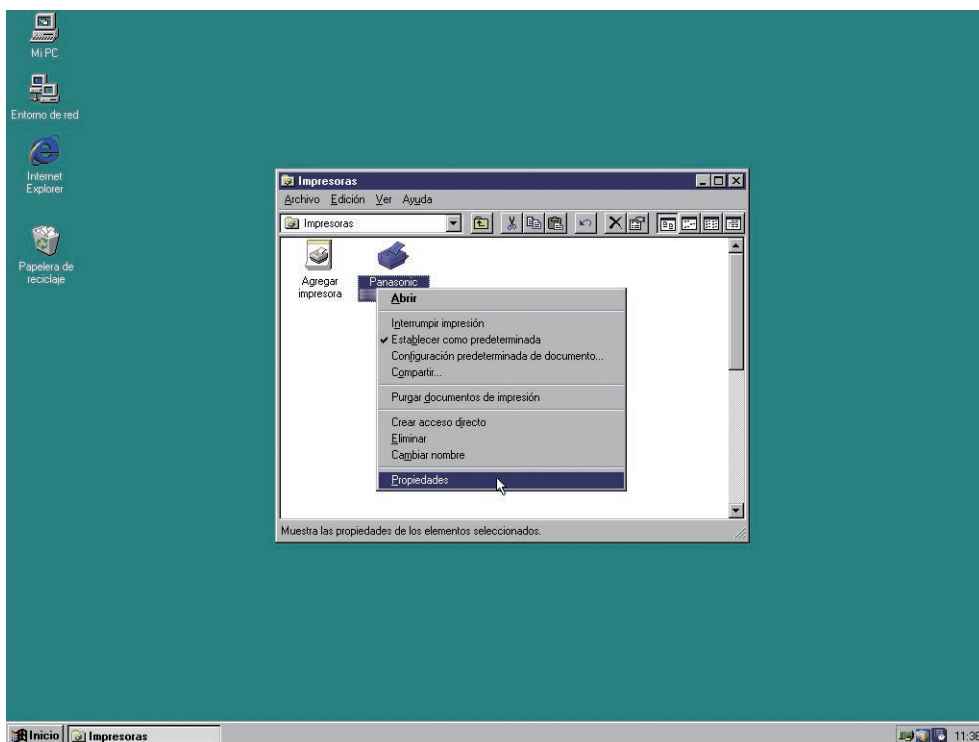 Mi PC
Entorno de red
Internet
Explorer
Papelera de
reciclaje
Impresoras
Archivo Edición Ver Ayuda
Impresoras
Agregar
impresora
Panasonic
Abrir
Interrumpir impresión
Establecer como predeterminada
Configuración predeterminada de documento...
Compartir...
Purgar documentos de impresión
Crear acceso directo
Eliminar
Cambiar nombre
Propiedades
Muestra las propiedades de los elementos seleccionados.
Inicio Impresoras